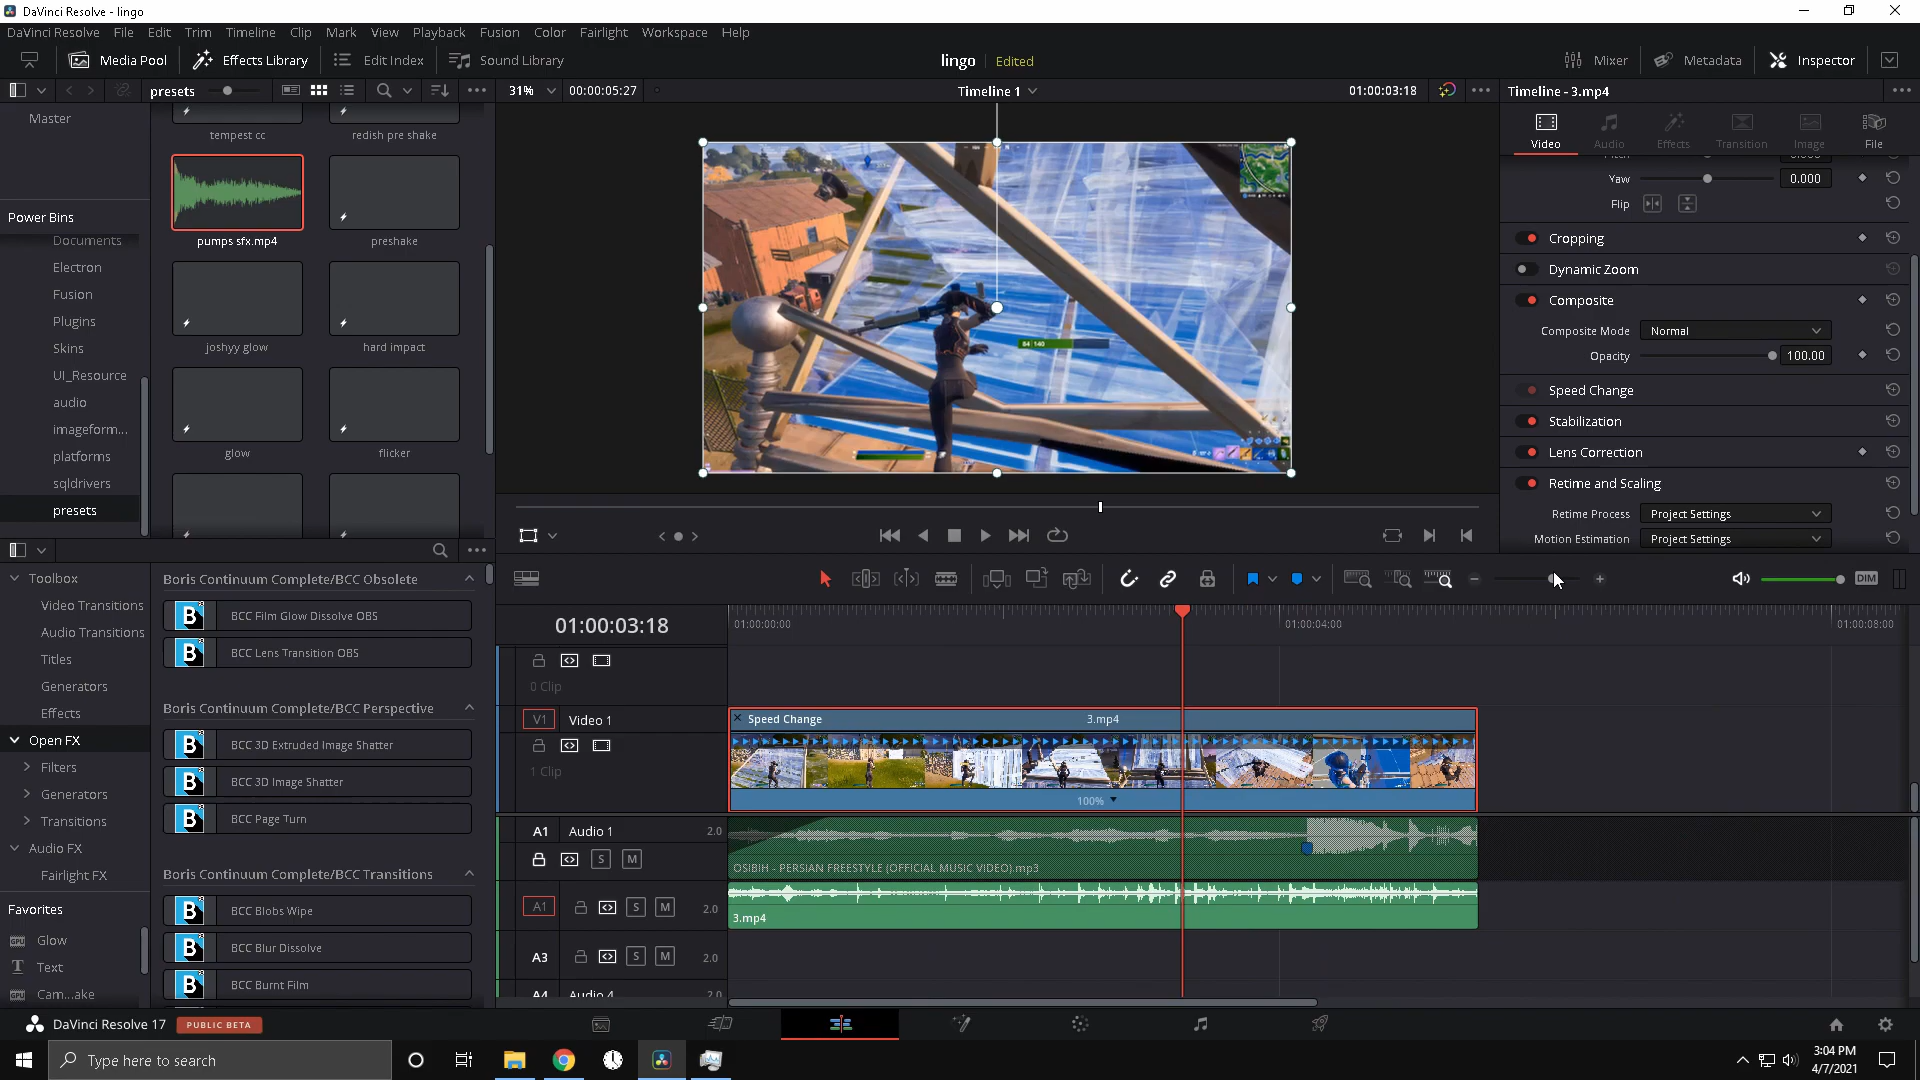 DaVinci Resolve - lingo
DaVinci Resolve File Edit Trim Timeline Clip Mark View Playback Fusion Color Fairlight Workspace Help
Media Pool Effects Library Edit Index Sound Library
lingo Edited
Mixer Metadata Inspector
presets
31% 00:00:05:27 Timeline 1 01:00:03:18
Timeline - 3.mp4
Master
Power Bins
Documents
Electron
Fusion
Plugins
Skins
UI_Resource
audio
imageform...
platforms
sqldrivers
presets
tempest cc
redish pre shake
pumps sfx.mp4
preshake
joshyy glow
hard impact
glow
flicker
84 | 140
Video Audio Effects Transition Image File
Pitch 0.000
Yaw 0.000
Flip
Cropping
Dynamic Zoom
Composite
Composite Mode Normal
Opacity 100.00
Speed Change
Stabilization
Lens Correction
Retime and Scaling
Retime Process Project Settings
Motion Estimation Project Settings
Toolbox
Video Transitions
Audio Transitions
Titles
Generators
Effects
Open FX
Filters
Generators
Transitions
Audio FX
Fairlight FX
Favorites
Glow
Text
Cam...ake
Boris Continuum Complete/BCC Obsolete
B BCC Film Glow Dissolve OBS
B BCC Lens Transition OBS
Boris Continuum Complete/BCC Perspective
B BCC 3D Extruded Image Shatter
B BCC 3D Image Shatter
B BCC Page Turn
Boris Continuum Complete/BCC Transitions
B BCC Blobs Wipe
B BCC Blur Dissolve
B BCC Burnt Film
DIM
01:00:03:18
01:00:00:00 01:00:04:00 01:00:08:00
0 Clip
V1 Video 1
1 Clip
Speed Change 3.mp4
100%
A1 Audio 1 2.0
S M
OSIBIH - PERSIAN FREESTYLE (OFFICIAL MUSIC VIDEO).mp3
A1 S M 2.0
3.mp4
A3 S M 2.0
A4 Audio 4 2.0
DaVinci Resolve 17 PUBLIC BETA
Type here to search
3:04 PM
4/7/2021